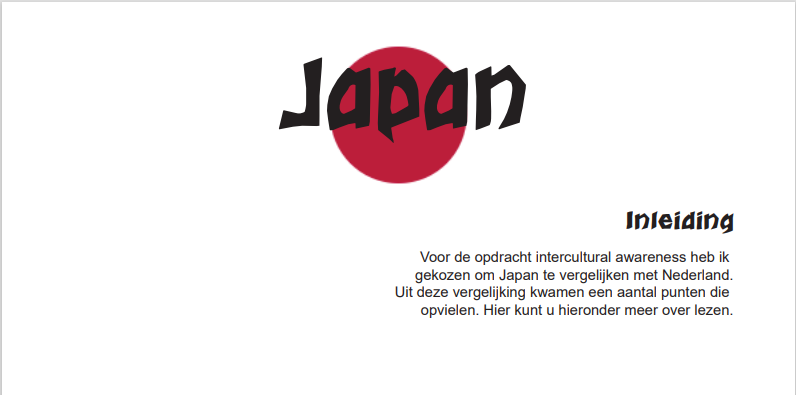 Japan
Inleiding
Voor de opdracht intercultural awareness heb ik
gekozen om Japan te vergelijken met Nederland.
Uit deze vergelijking kwamen een aantal punten die
opvielen. Hier kunt u hieronder meer over lezen.